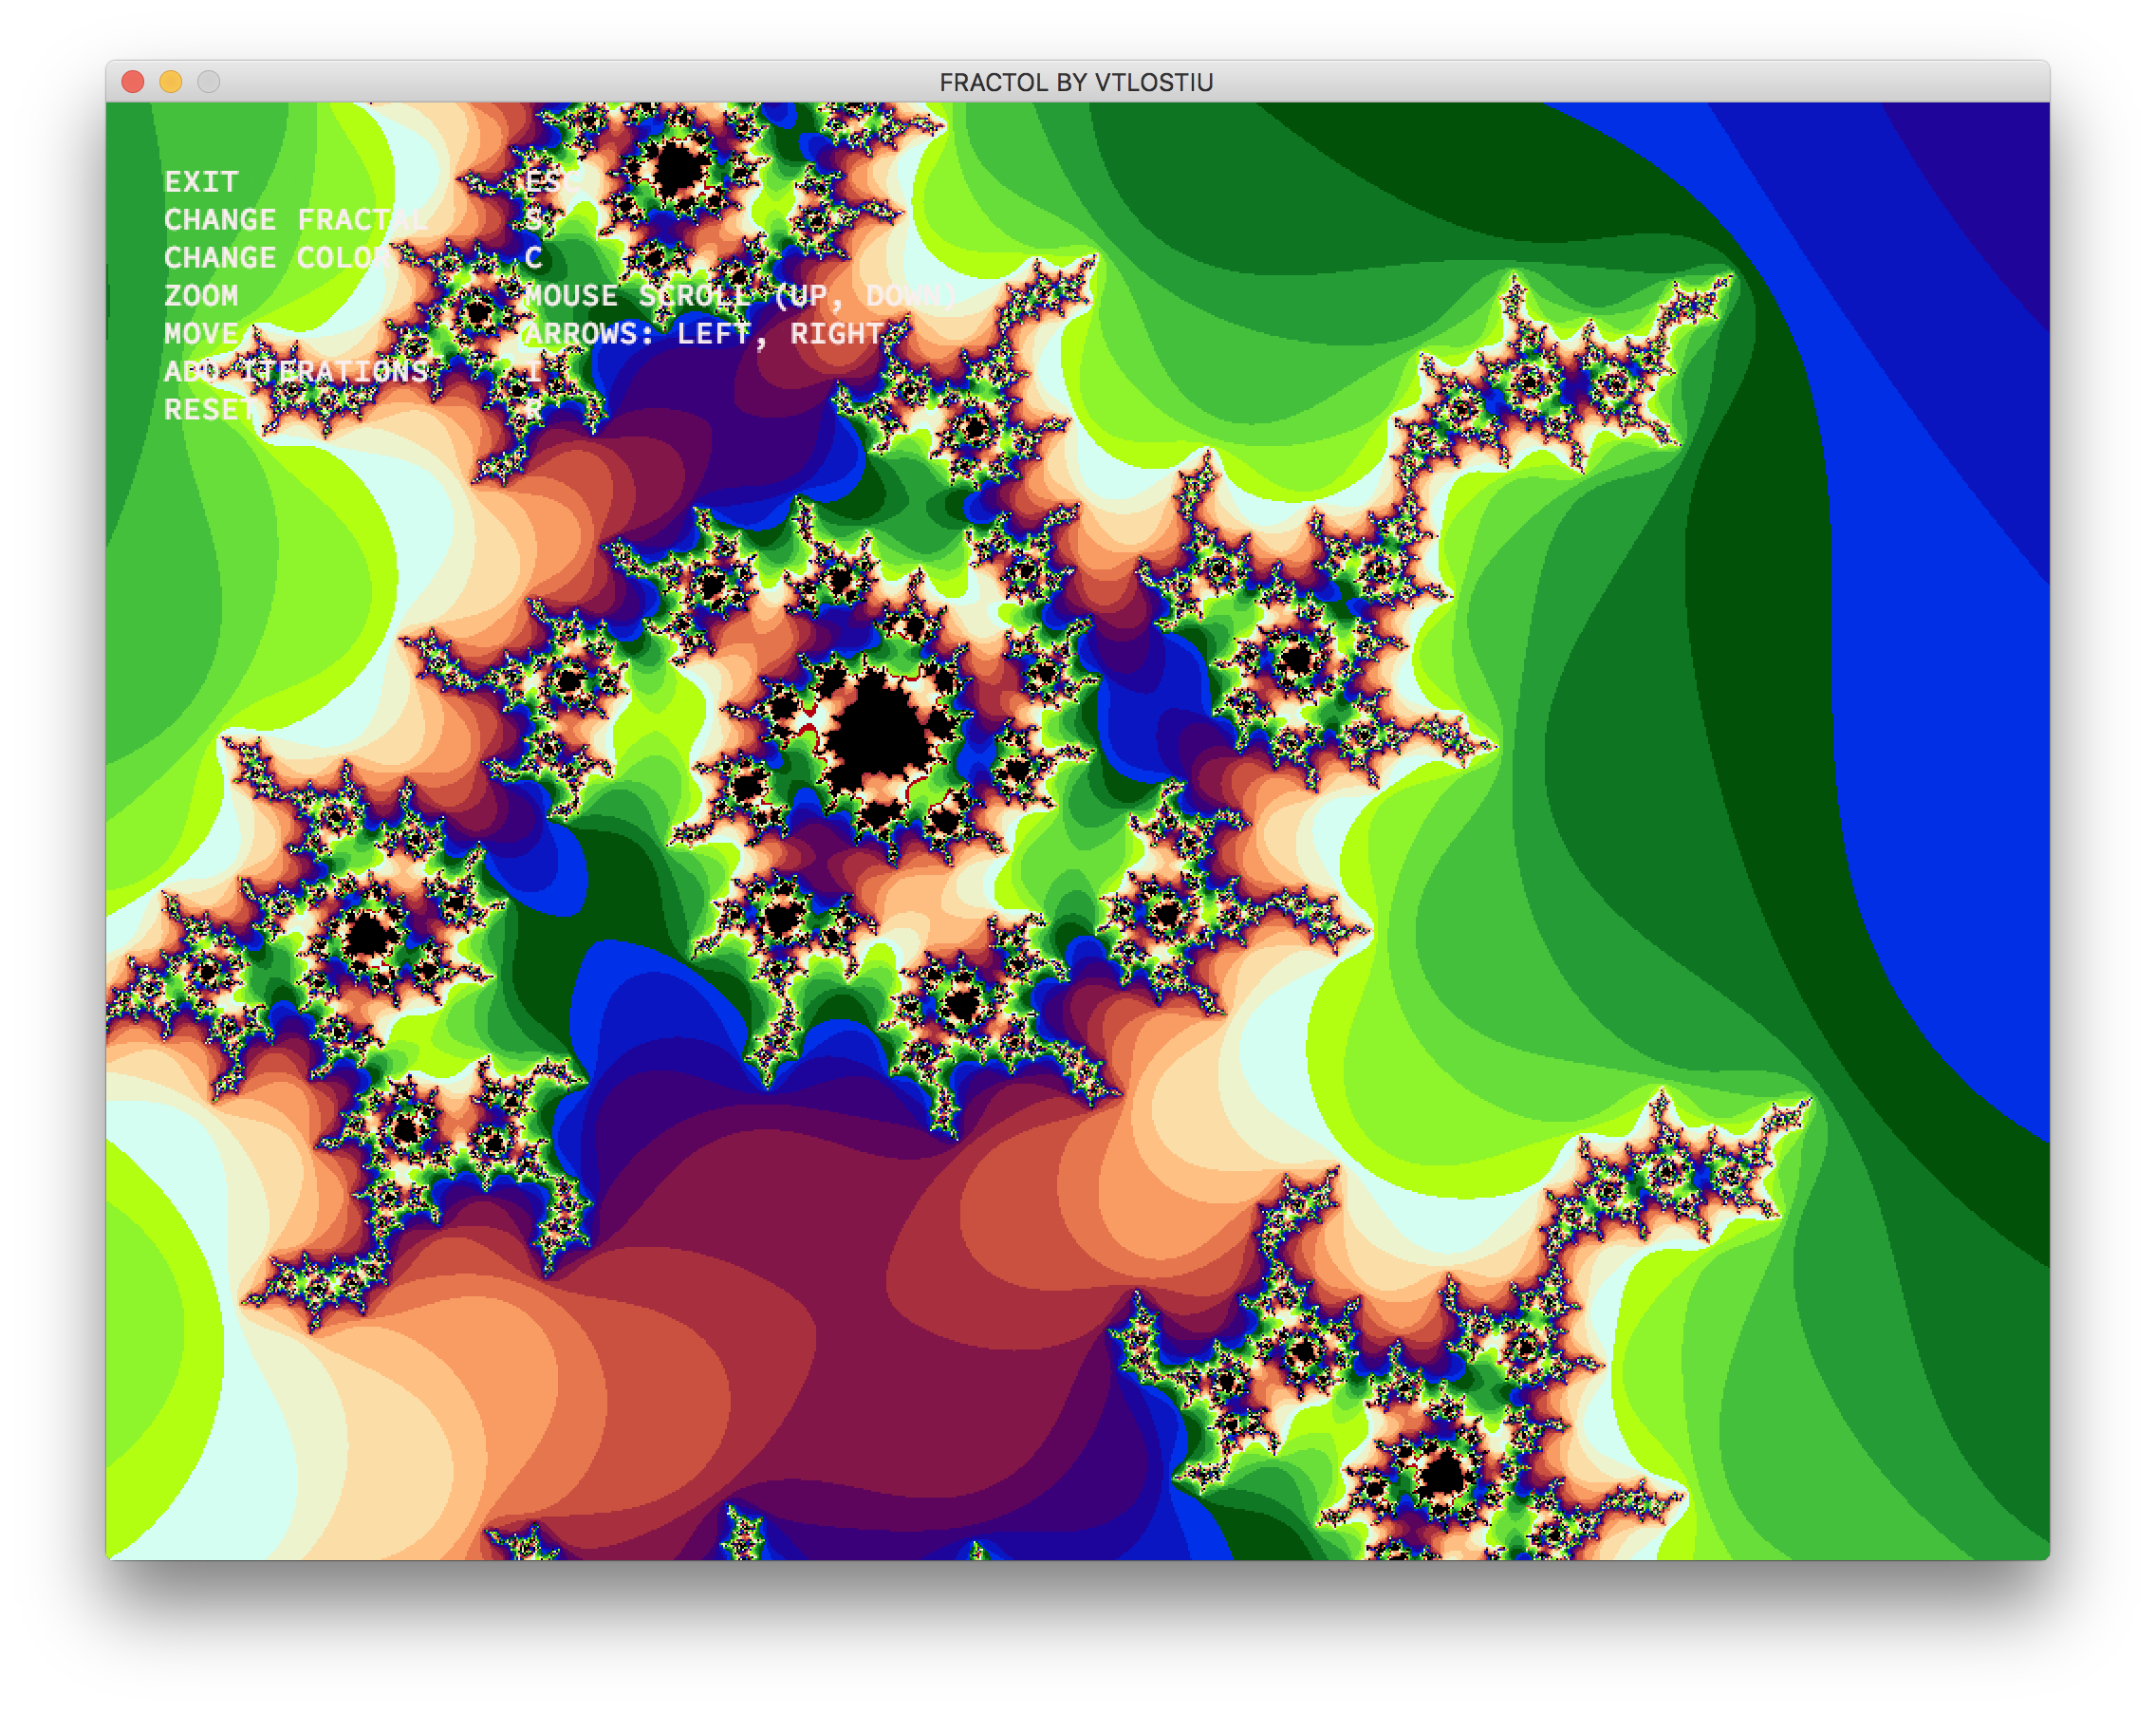 FRACTOL BY VTLOSTIU
EXIT ESC
CHANGE FRACTAL S
CHANGE COLOR C
ZOOM MOUSE SCROLL (UP, DOWN)
MOVE ARROWS: LEFT, RIGHT
ADD ITERATIONS I
RESET R